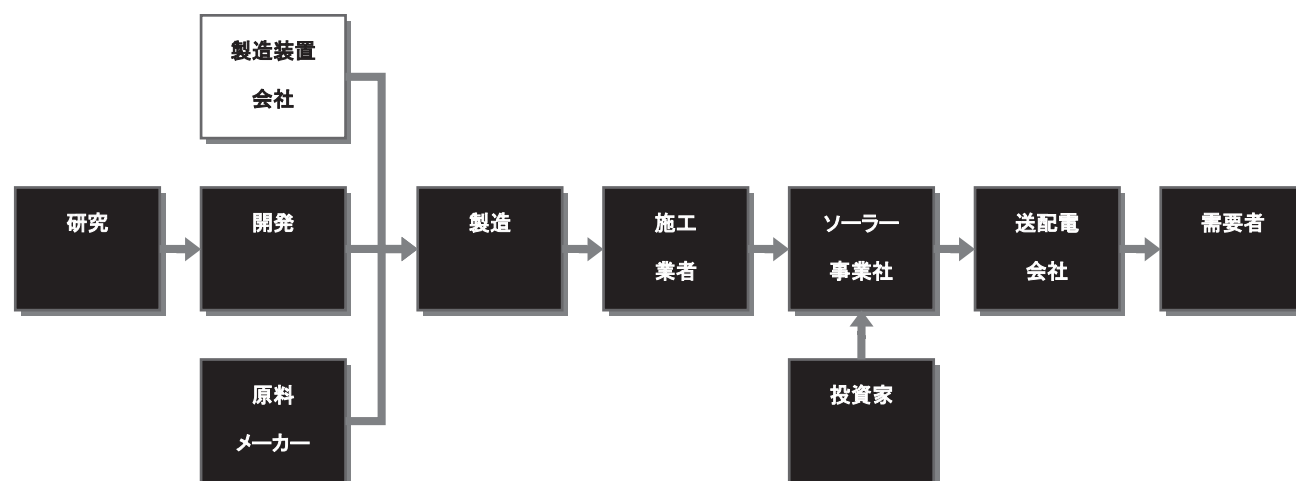 製造装置
会社
研究
開発
製造
施工
業者
ソーラー
事業社
送配電
会社
需要者
原料
メーカー
投資家